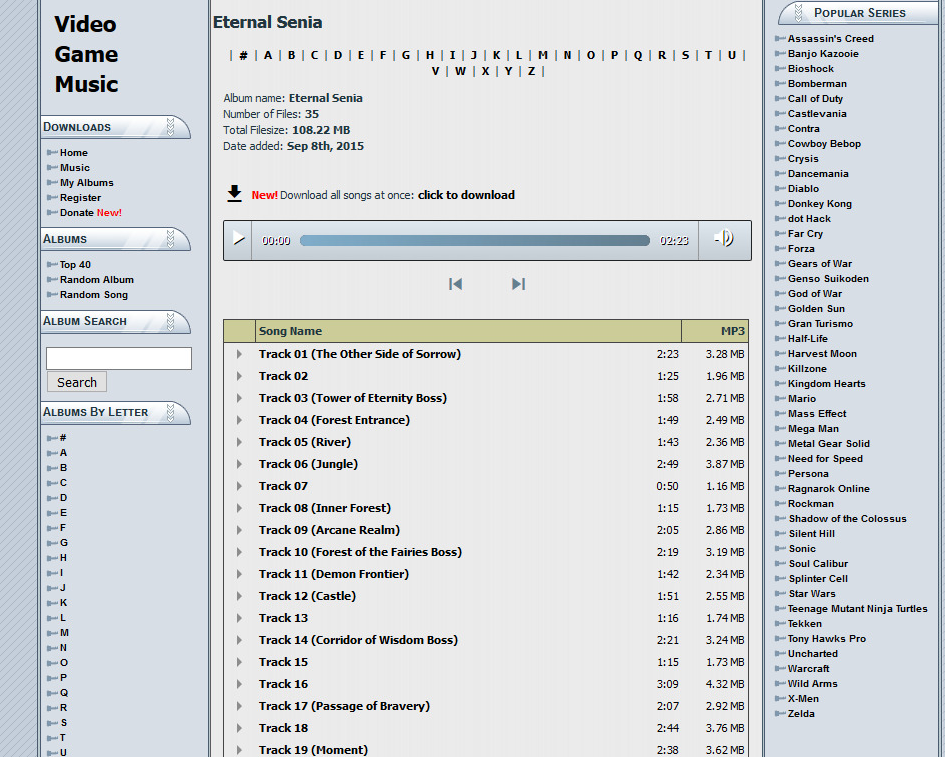 Video
Game
Music
Downloads
Home
Music
My Albums
Register
Donate New!
Albums
Top 40
Random Album
Random Song
Album Search
Search
Albums By Letter
#
A
B
C
D
E
F
G
H
I
J
K
L
M
N
O
P
Q
R
S
T
U
Eternal Senia
| # | A | B | C | D | E | F | G | H | I | J | K | L | M | N | O | P | Q | R | S | T | U |
V | W | X | Y | Z |
Album name: Eternal Senia
Number of Files: 35
Total Filesize: 108.22 MB
Date added: Sep 8th, 2015
New! Download all songs at once: click to download
00:00 02:23
Song Name MP3
Track 01 (The Other Side of Sorrow) 2:23 3.28 MB
Track 02 1:25 1.96 MB
Track 03 (Tower of Eternity Boss) 1:58 2.71 MB
Track 04 (Forest Entrance) 1:49 2.49 MB
Track 05 (River) 1:43 2.36 MB
Track 06 (Jungle) 2:49 3.87 MB
Track 07 0:50 1.16 MB
Track 08 (Inner Forest) 1:15 1.73 MB
Track 09 (Arcane Realm) 2:05 2.86 MB
Track 10 (Forest of the Fairies Boss) 2:19 3.19 MB
Track 11 (Demon Frontier) 1:42 2.34 MB
Track 12 (Castle) 1:51 2.55 MB
Track 13 1:16 1.74 MB
Track 14 (Corridor of Wisdom Boss) 2:21 3.24 MB
Track 15 1:15 1.73 MB
Track 16 3:09 4.32 MB
Track 17 (Passage of Bravery) 2:07 2.92 MB
Track 18 2:44 3.76 MB
Track 19 (Moment) 2:38 3.62 MB
Popular Series
Assassin's Creed
Banjo Kazooie
Bioshock
Bomberman
Call of Duty
Castlevania
Contra
Cowboy Bebop
Crysis
Dancemania
Diablo
Donkey Kong
dot Hack
Far Cry
Forza
Gears of War
Genso Suikoden
God of War
Golden Sun
Gran Turismo
Half-Life
Harvest Moon
Killzone
Kingdom Hearts
Mario
Mass Effect
Mega Man
Metal Gear Solid
Need for Speed
Persona
Ragnarok Online
Rockman
Shadow of the Colossus
Silent Hill
Sonic
Soul Calibur
Splinter Cell
Star Wars
Teenage Mutant Ninja Turtles
Tekken
Tony Hawks Pro
Uncharted
Warcraft
Wild Arms
X-Men
Zelda